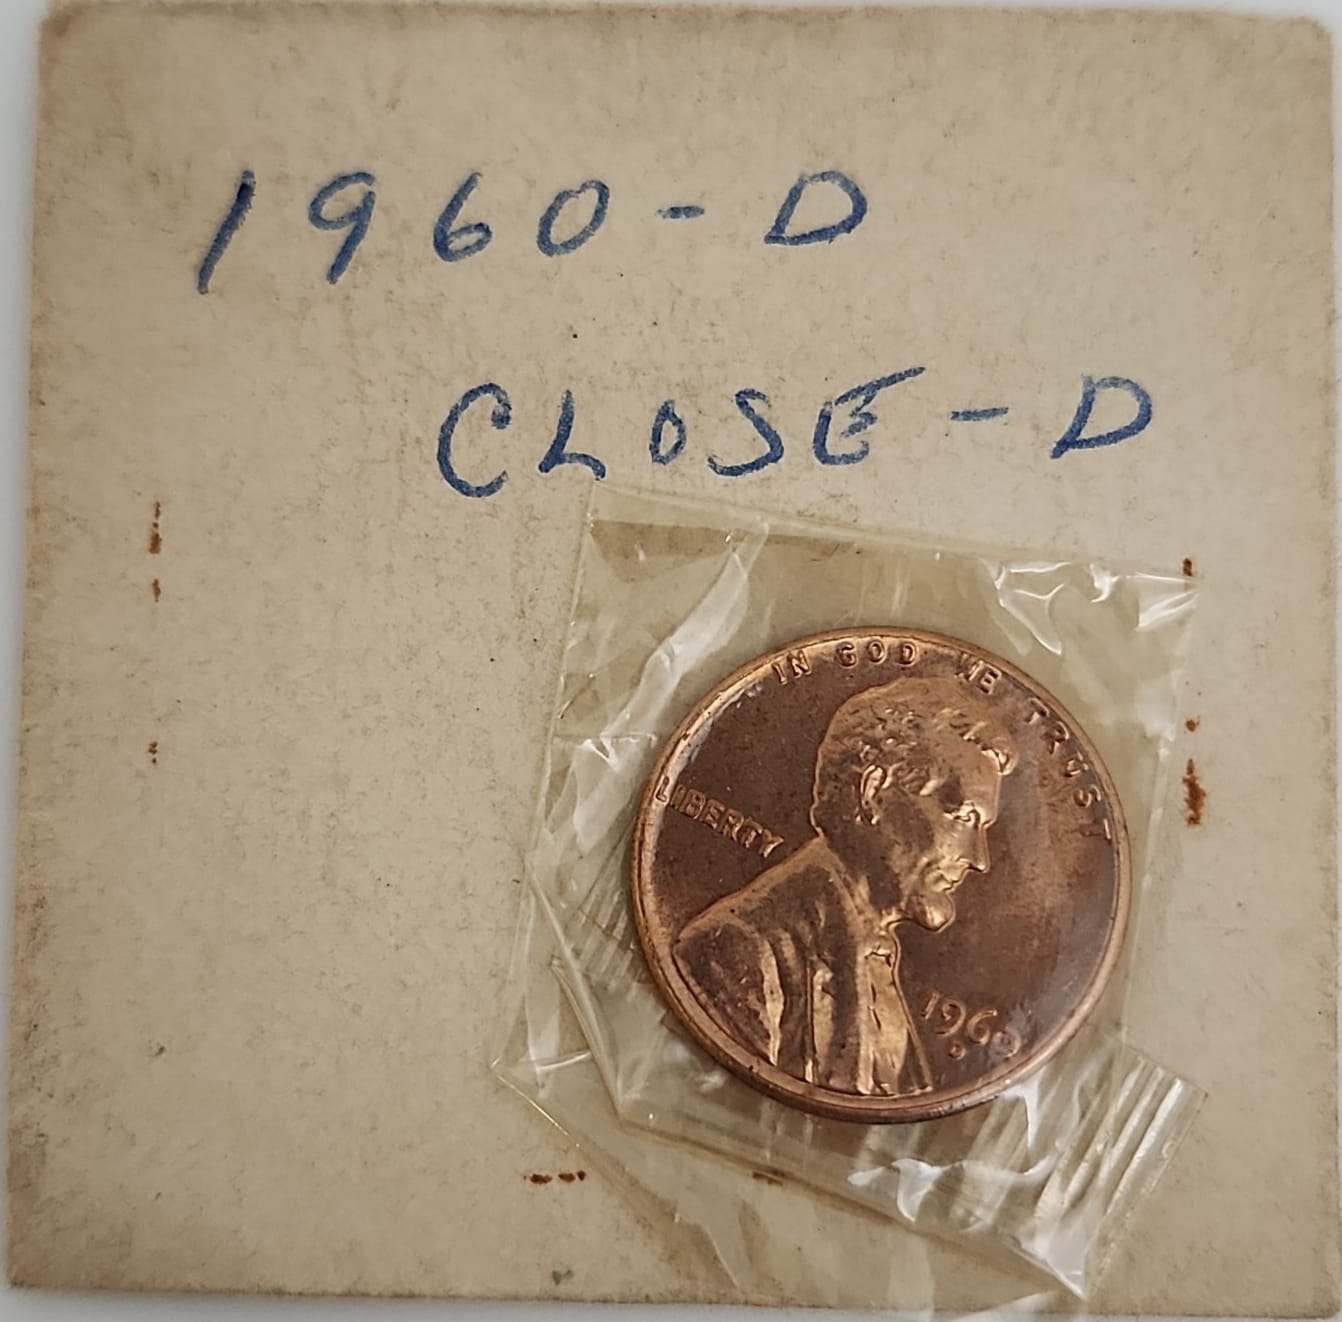 1960-D
CLOSE-D
IN GOD WE TRUST
LIBERTY
1960
D